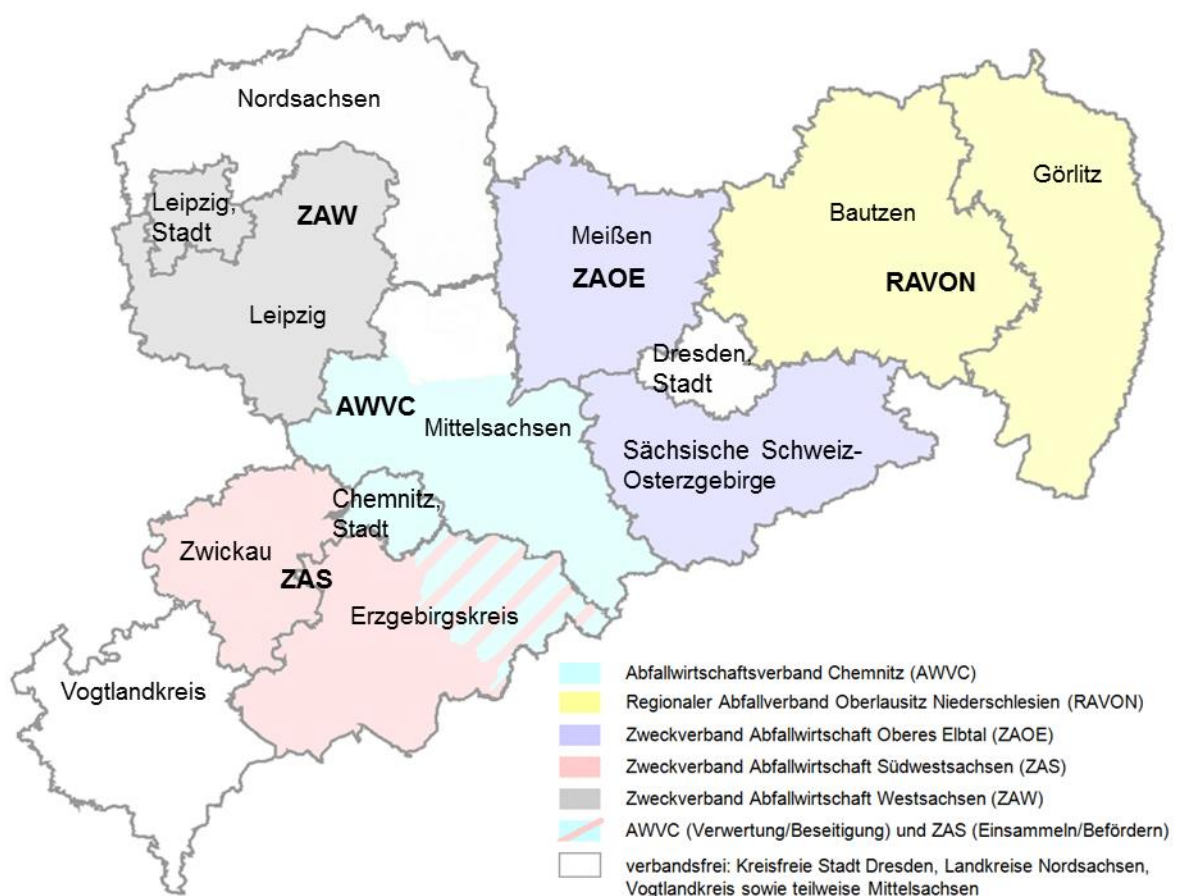 Nordsachsen
Görlitz
Leipzig,
Stadt
ZAW
Bautzen
Meißen
ZAOE
RAVON
Leipzig
Dresden,
Stadt
AWVC
Mittelsachsen
Sächsische Schweiz-
Osterzgebirge
Chemnitz,
Stadt
Zwickau
ZAS
Erzgebirgskreis
Vogtlandkreis
Abfallwirtschaftsverband Chemnitz (AWVC)
Regionaler Abfallverband Oberlausitz Niederschlesien (RAVON)
Zweckverband Abfallwirtschaft Oberes Elbtal (ZAOE)
Zweckverband Abfallwirtschaft Südwestsachsen (ZAS)
Zweckverband Abfallwirtschaft Westsachsen (ZAW)
AWVC (Verwertung/Beseitigung) und ZAS (Einsammeln/Befördern)
verbandsfrei: Kreisfreie Stadt Dresden, Landkreise Nordsachsen,
Vogtlandkreis sowie teilweise Mittelsachsen